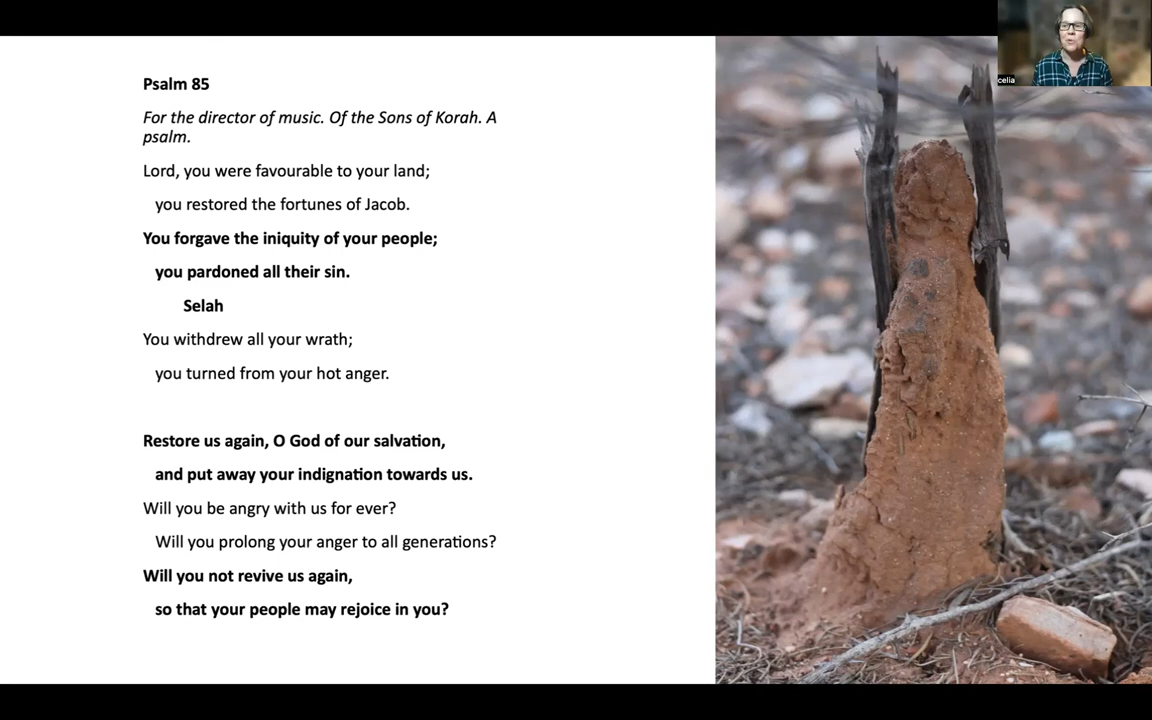 Psalm 85
For the director of music. Of the Sons of Korah. A
psalm.
Lord, you were favourable to your land;
you restored the fortunes of Jacob.
You forgave the iniquity of your people;
you pardoned all their sin.
Selah
You withdrew all your wrath;
you turned from your hot anger.
Restore us again, O God of our salvation,
and put away your indignation towards us.
Will you be angry with us for ever?
Will you prolong your anger to all generations?
Will you not revive us again,
so that your people may rejoice in you?
celia